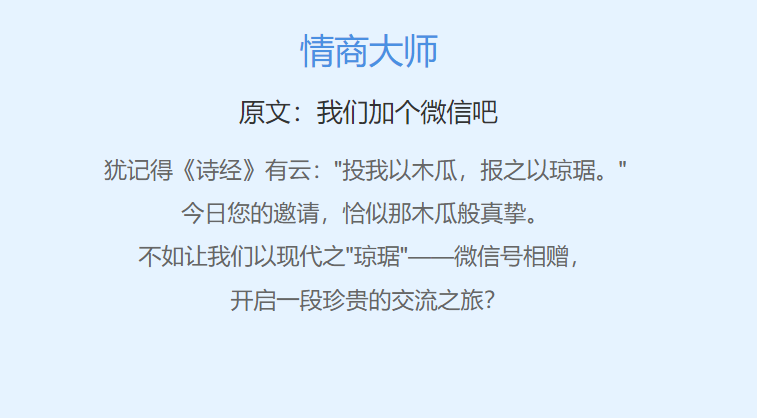 情商大师
原文：我们加个微信吧
犹记得《诗经》有云："投我以木瓜，报之以琼琚。"
今日您的邀请，恰似那木瓜般真挚。
不如让我们以现代之"琼琚"——微信号相赠，
开启一段珍贵的交流之旅？